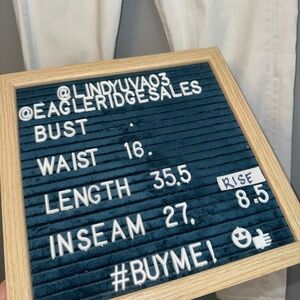 @LINDYUVA03
@EAGLERIDGESALES
BUST .
WAIST 16.
LENGTH 35.5
RISE
INSEAM 27, 8.5
#BUYME!